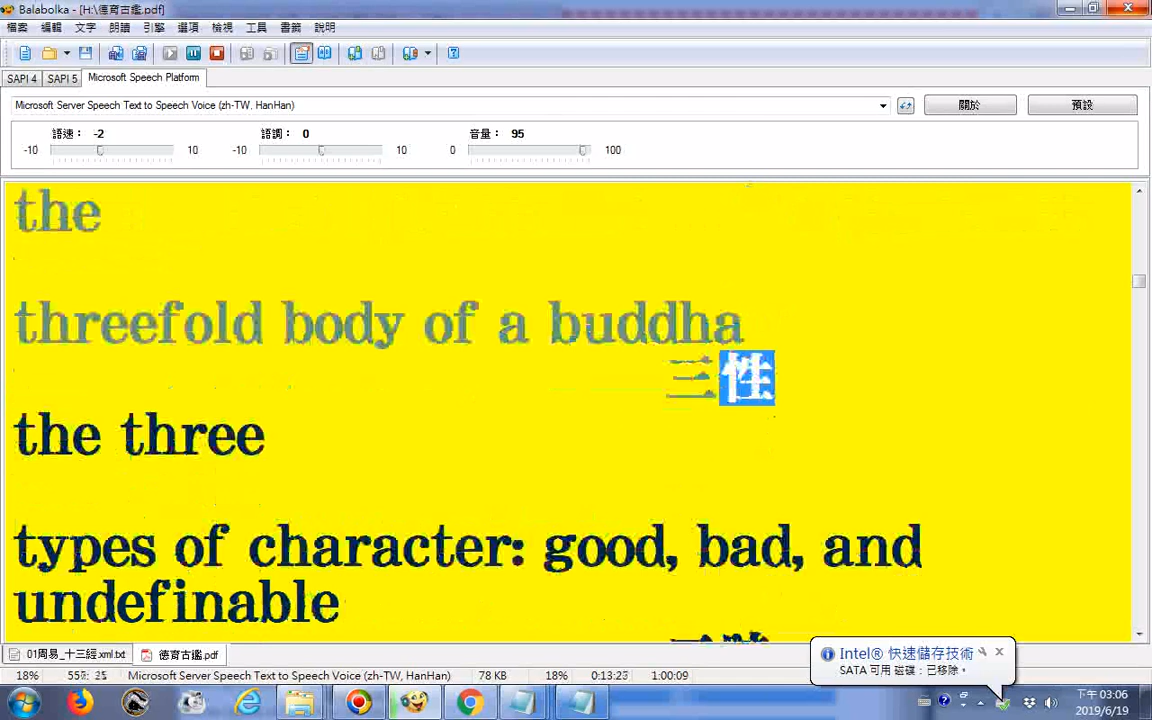 Balabolka - [H:\德育古鑑.pdf]
檔案 編輯 文字 朗讀 引擎 選項 檢視 工具 書籤 說明
SAPI 4 SAPI 5 Microsoft Speech Platform
Microsoft Server Speech Text to Speech Voice (zh-TW, HanHan) 關於 預設
語速： -2 語調： 0 音量： 95
-10 10 -10 10 0 100
the
threefold body of a buddha
三性
the three
types of character: good, bad, and
undefinable
01周易_十三經.xml.txt 德育古鑑.pdf
Intel® 快速儲存技術
SATA 可用 磁碟：已移除。
18% 55: 25 Microsoft Server Speech Text to Speech Voice (zh-TW, HanHan) 78 KB 18% 0:13:23 1:00:09
下午 03:06
2019/6/19